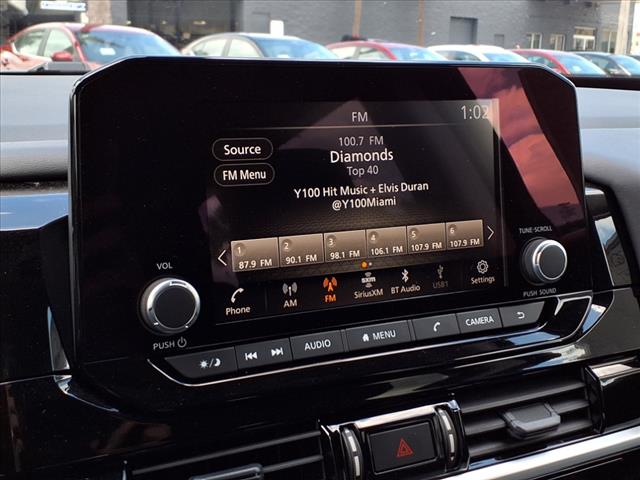 FM 1:02
Source
FM Menu
100.7 FM
Diamonds
Top 40
Y100 Hit Music + Elvis Duran
@Y100Miami
1 2 3 4 5 6
87.9 FM 90.1 FM 98.1 FM 106.1 FM 107.9 FM 107.9 FM
Phone AM FM sxm SiriusXM BT Audio USB1 Settings
VOL
PUSH
TUNE·SCROLL
PUSH SOUND
AUDIO MENU CAMERA